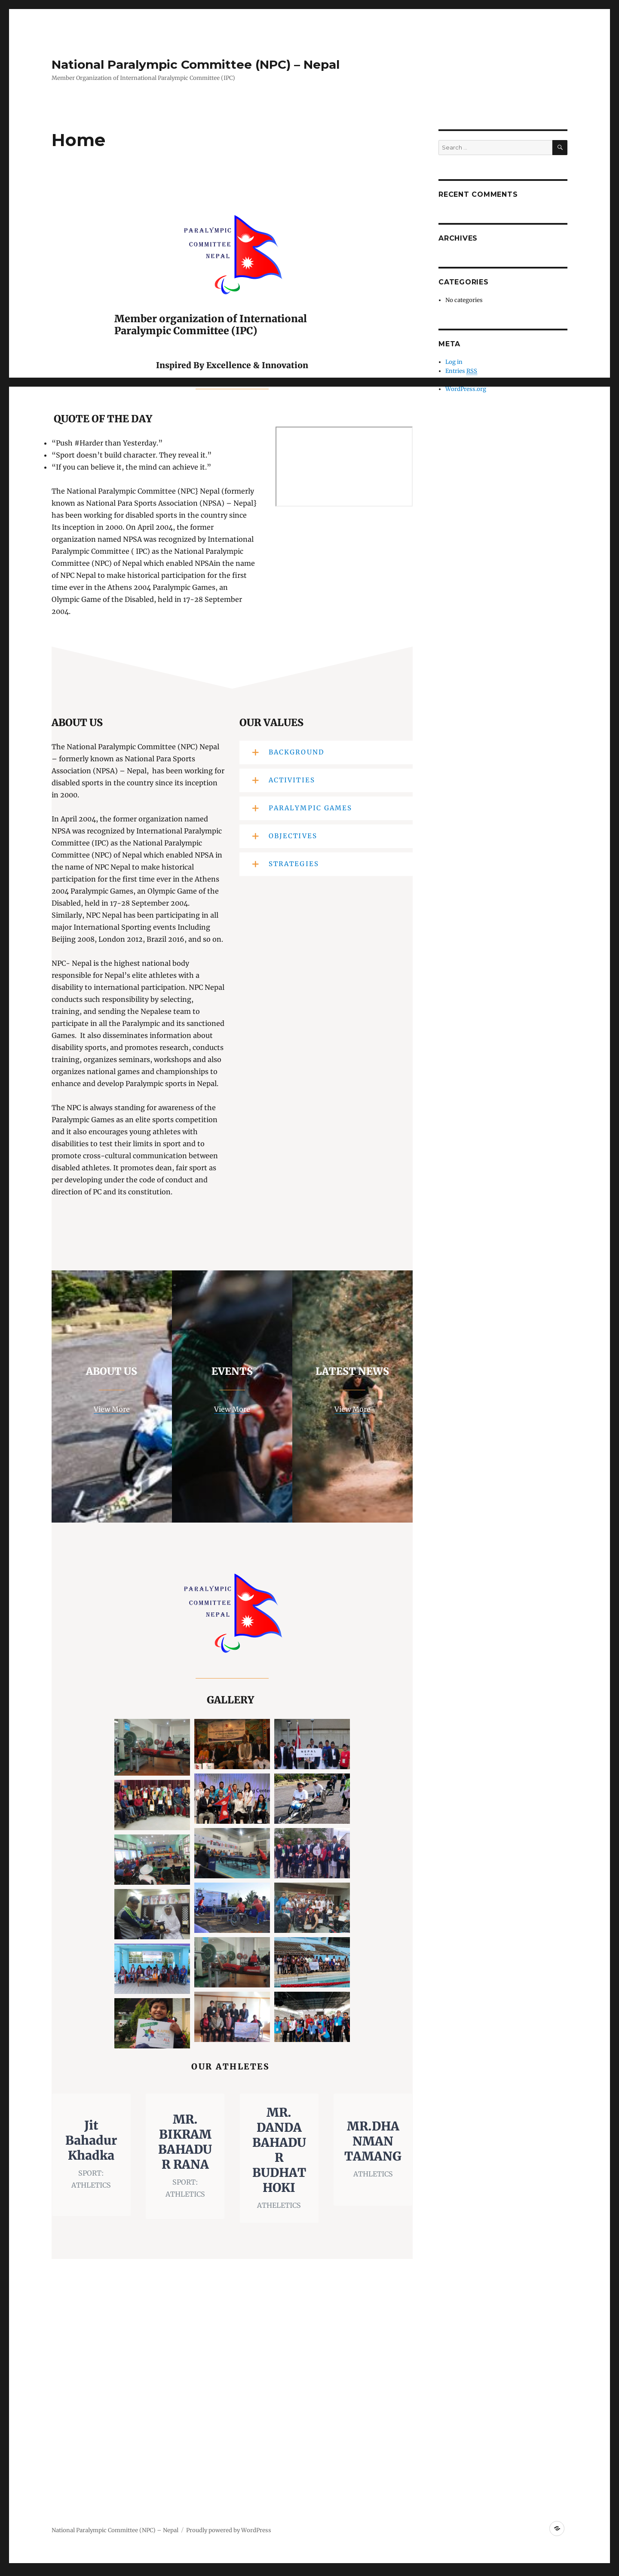 National Paralympic Committee (NPC) – Nepal
Member Organization of International Paralympic Committee (IPC)
Home
Search …
RECENT COMMENTS
ARCHIVES
CATEGORIES
No categories
META
Log in
Entries RSS
WordPress.org
PARALYMPIC
COMMITTEE
NEPAL
Member organization of International
Paralympic Committee (IPC)
Inspired By Excellence & Innovation
QUOTE OF THE DAY
“Push #Harder than Yesterday.”
“Sport doesn’t build character. They reveal it.”
“If you can believe it, the mind can achieve it.”
The National Paralympic Committee (NPC] Nepal (formerly
known as National Para Sports Association (NPSA) – Nepal}
has been working for disabled sports in the country since
Its inception in 2000. On April 2004, the former
organization named NPSA was recognized by International
Paralympic Committee ( IPC) as the National Paralympic
Committee (NPC) of Nepal which enabled NPSAin the name
of NPC Nepal to make historical participation for the first
time ever in the Athens 2004 Paralympic Games, an
Olympic Game of the Disabled, held in 17-28 September
2004.
ABOUT US
The National Paralympic Committee (NPC) Nepal
– formerly known as National Para Sports
Association (NPSA) – Nepal, has been working for
disabled sports in the country since its inception
in 2000.
In April 2004, the former organization named
NPSA was recognized by International Paralympic
Committee (IPC) as the National Paralympic
Committee (NPC) of Nepal which enabled NPSA in
the name of NPC Nepal to make historical
participation for the first time ever in the Athens
2004 Paralympic Games, an Olympic Game of the
Disabled, held in 17-28 September 2004.
Similarly, NPC Nepal has been participating in all
major International Sporting events Including
Beijing 2008, London 2012, Brazil 2016, and so on.
NPC- Nepal is the highest national body
responsible for Nepal’s elite athletes with a
disability to international participation. NPC Nepal
conducts such responsibility by selecting,
training, and sending the Nepalese team to
participate in all the Paralympic and its sanctioned
Games. It also disseminates information about
disability sports, and promotes research, conducts
training, organizes seminars, workshops and also
organizes national games and championships to
enhance and develop Paralympic sports in Nepal.
The NPC is always standing for awareness of the
Paralympic Games as an elite sports competition
and it also encourages young athletes with
disabilities to test their limits in sport and to
promote cross-cultural communication between
disabled athletes. It promotes dean, fair sport as
per developing under the code of conduct and
direction of PC and its constitution.
OUR VALUES
BACKGROUND
ACTIVITIES
PARALYMPIC GAMES
OBJECTIVES
STRATEGIES
ABOUT US
View More
EVENTS
View More
LATEST NEWS
View More
PARALYMPIC
COMMITTEE
NEPAL
GALLERY
NEPAL
OUR ATHLETES
Jit
Bahadur
Khadka
SPORT:
ATHLETICS
MR.
BIKRAM
BAHADU
R RANA
SPORT:
ATHLETICS
MR.
DANDA
BAHADU
R
BUDHAT
HOKI
ATHELETICS
MR.DHA
NMAN
TAMANG
ATHLETICS
National Paralympic Committee (NPC) – Nepal / Proudly powered by WordPress